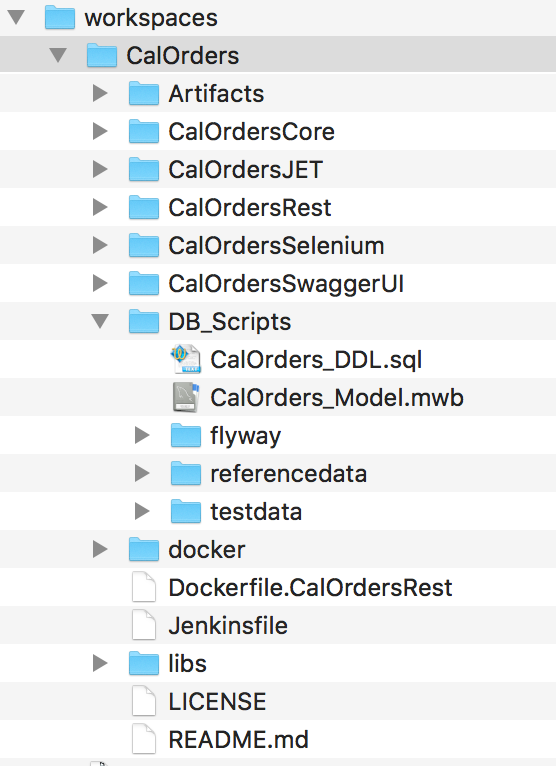 workspaces
CalOrders
Artifacts
CalOrdersCore
CalOrdersJET
CalOrdersRest
CalOrdersSelenium
CalOrdersSwaggerUI
DB_Scripts
CalOrders_DDL.sql
CalOrders_Model.mwb
flyway
referencedata
testdata
docker
Dockerfile.CalOrdersRest
Jenkinsfile
libs
LICENSE
README.md